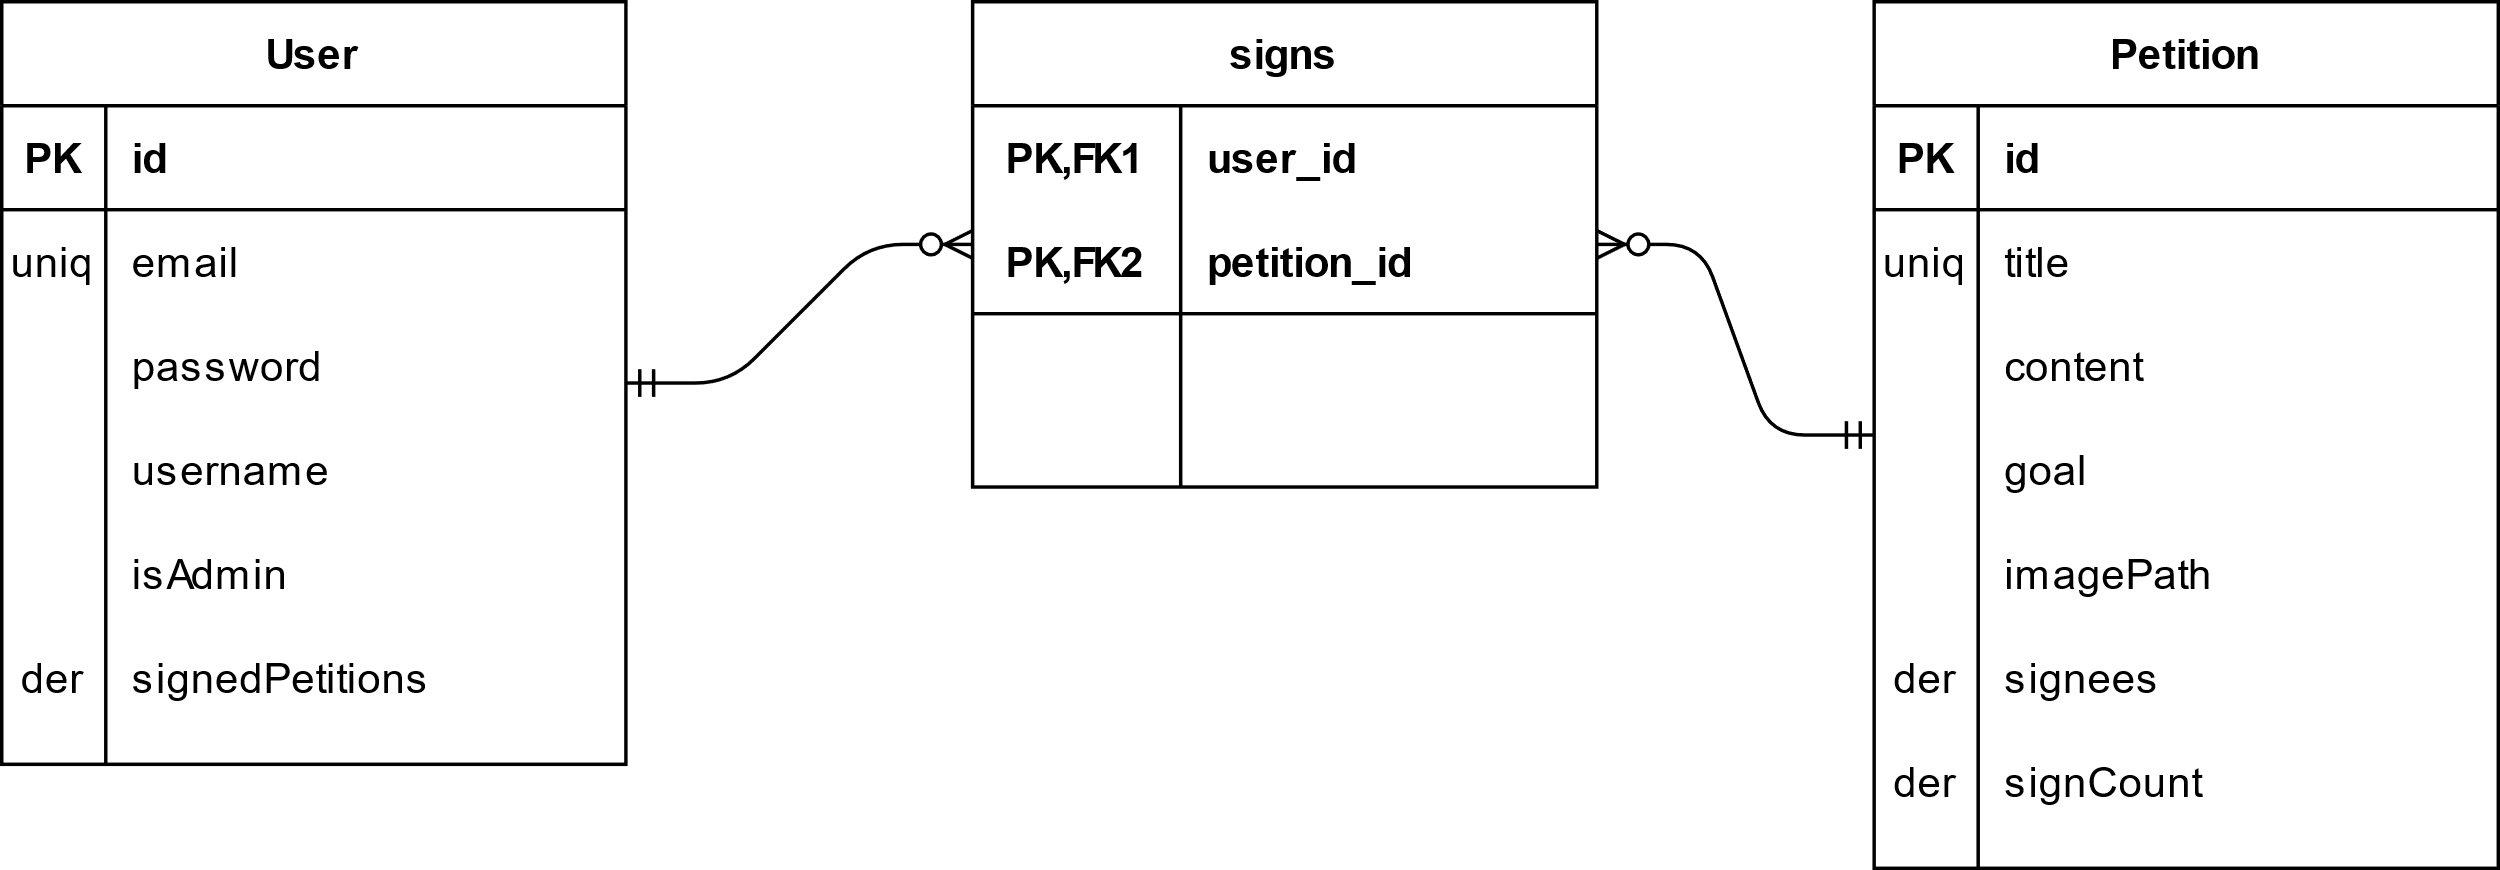 User
PK id
uniq email
password
username
isAdmin
der signedPetitions
signs
PK,FK1 user_id
PK,FK2 petition_id
Petition
PK id
uniq title
content
goal
imagePath
der signees
der signCount